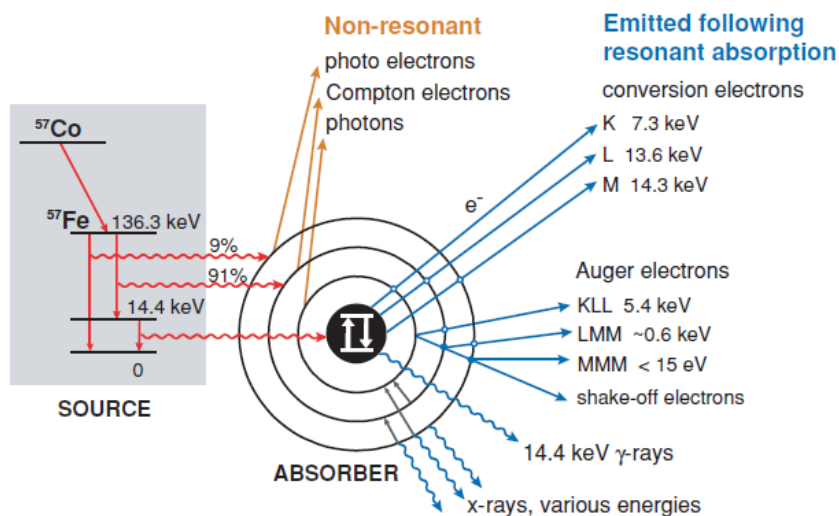 Non-resonant
photo electrons
Compton electrons
photons
Emitted following
resonant absorption
conversion electrons
K 7.3 keV
L 13.6 keV
M 14.3 keV
e⁻
⁵⁷Co
⁵⁷Fe
136.3 keV
9%
91%
14.4 keV
0
SOURCE
ABSORBER
Auger electrons
KLL 5.4 keV
LMM ~0.6 keV
MMM < 15 eV
shake-off electrons
14.4 keV γ-rays
x-rays, various energies